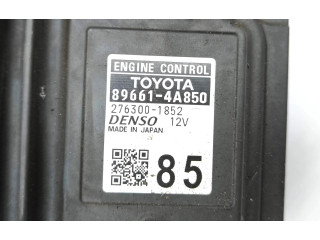 ENGINE CONTROL
TOYOTA
89661-4A850
276300-1852
DENSO 12V
MADE IN JAPAN
85